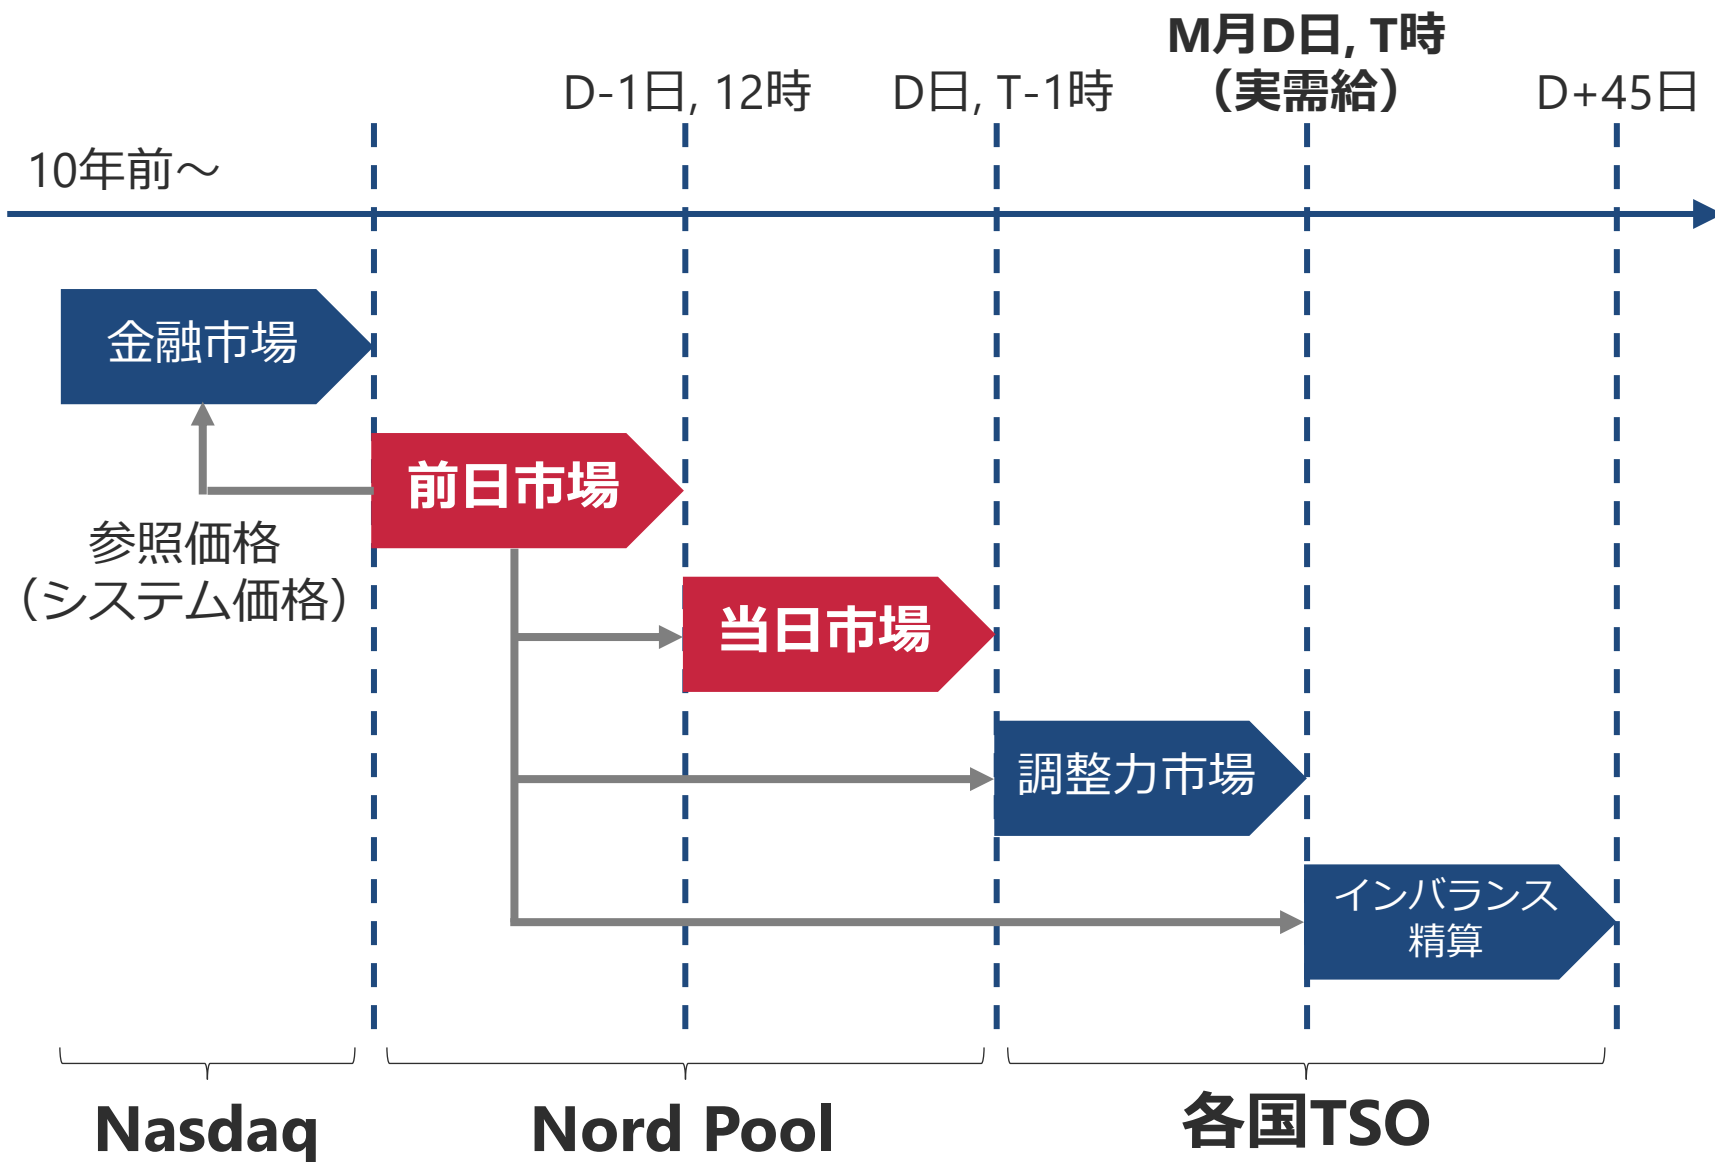 M月D日, T時
（実需給）
D-1日, 12時
D日, T-1時
D+45日
10年前～
金融市場
前日市場
参照価格
（システム価格）
当日市場
調整力市場
インバランス
精算
Nasdaq
Nord Pool
各国TSO